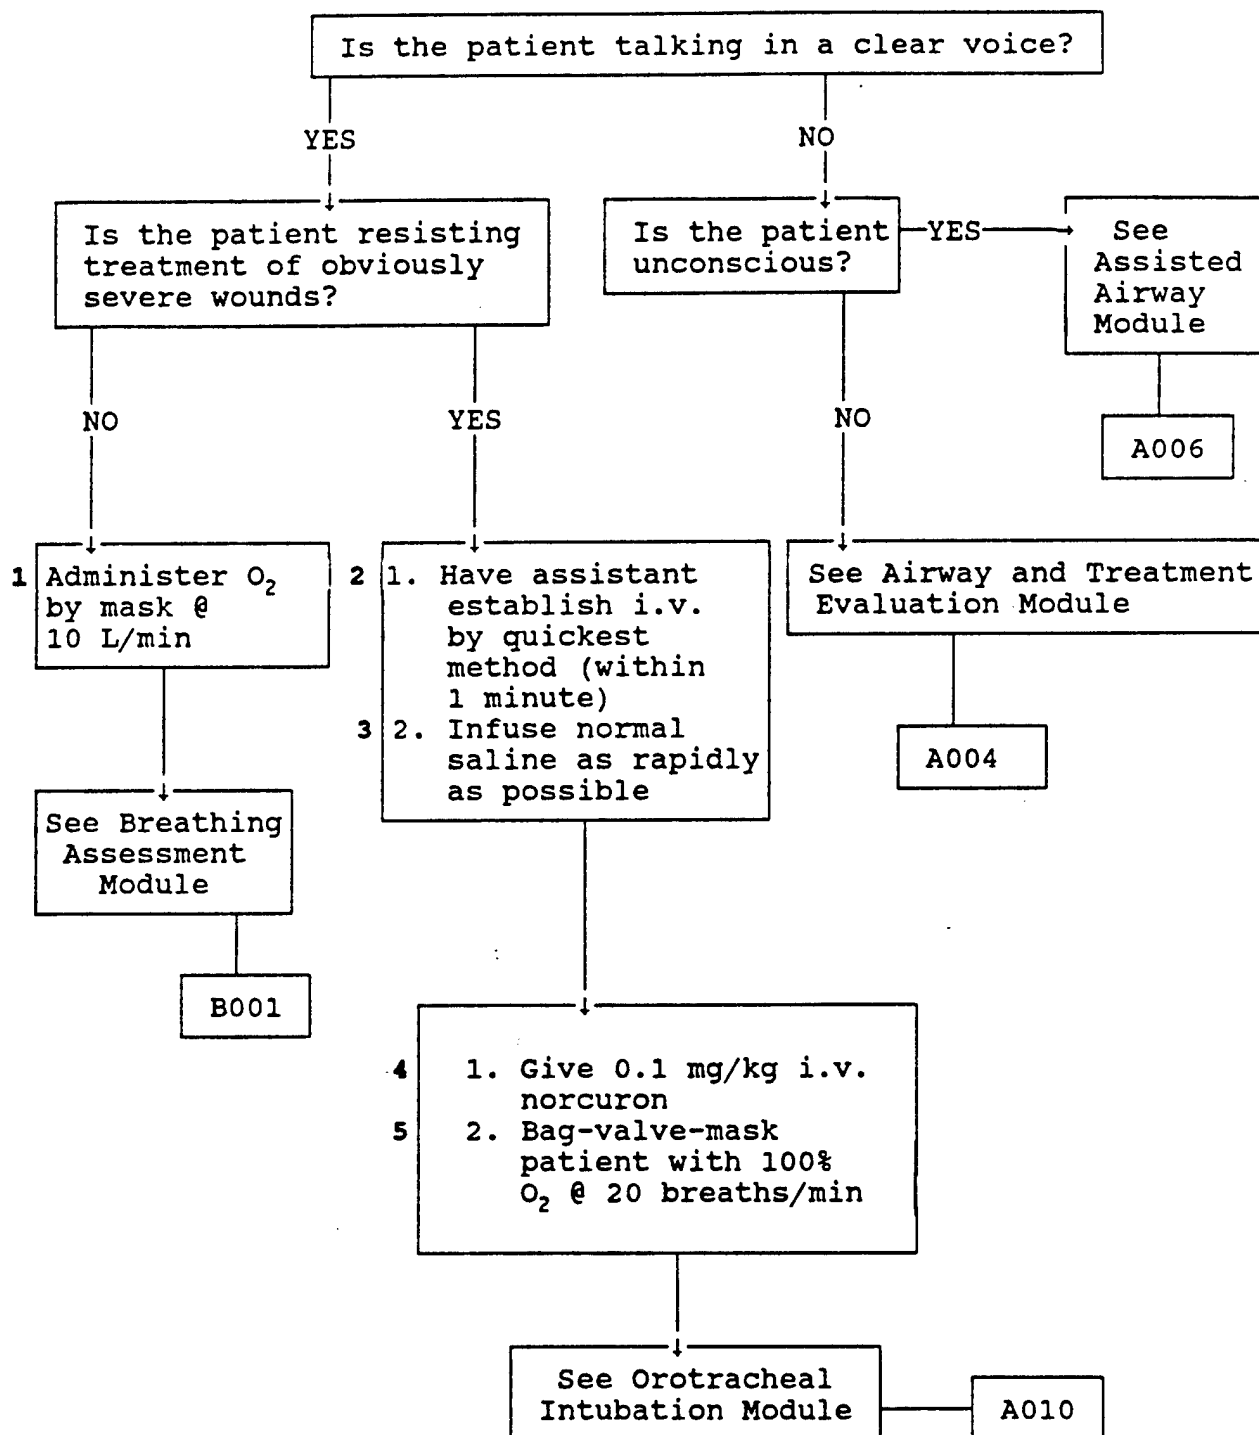 Is the patient talking in a clear voice?
YES
NO
Is the patient resisting
treatment of obviously
severe wounds?
Is the patient
unconscious?
YES
See
Assisted
Airway
Module
A006
NO
YES
NO
1 Administer O₂
by mask @
10 L/min
2 1. Have assistant
establish i.v.
by quickest
method (within
1 minute)
3 2. Infuse normal
saline as rapidly
as possible
See Airway and Treatment
Evaluation Module
A004
See Breathing
Assessment
Module
B001
4 1. Give 0.1 mg/kg i.v.
norcuron
5 2. Bag-valve-mask
patient with 100%
O₂ @ 20 breaths/min
See Orotracheal
Intubation Module
A010